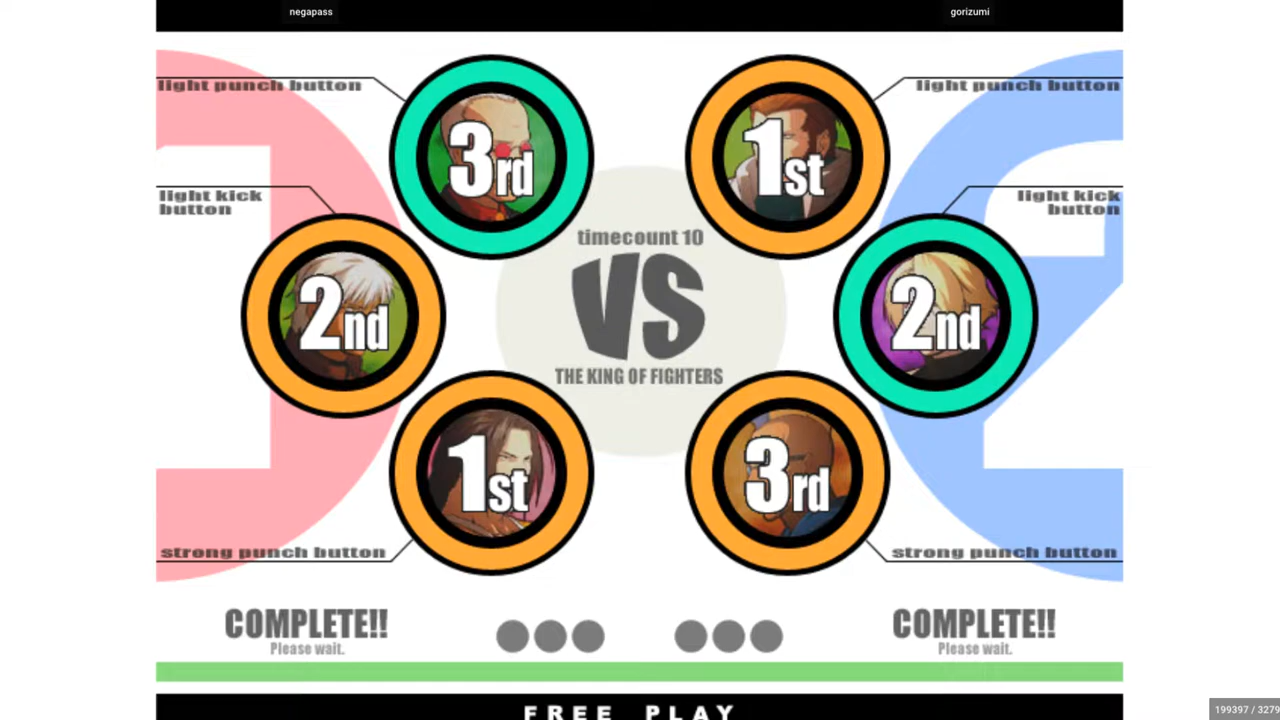 negapass
gorizumi
light punch button
light punch button
3rd
1st
light kick
button
light kick
button
timecount 10
VS
THE KING OF FIGHTERS
2nd
2nd
1st
3rd
strong punch button
strong punch button
COMPLETE!!
Please wait.
COMPLETE!!
Please wait.
FREE PLAY
199397 / 3279
1
2